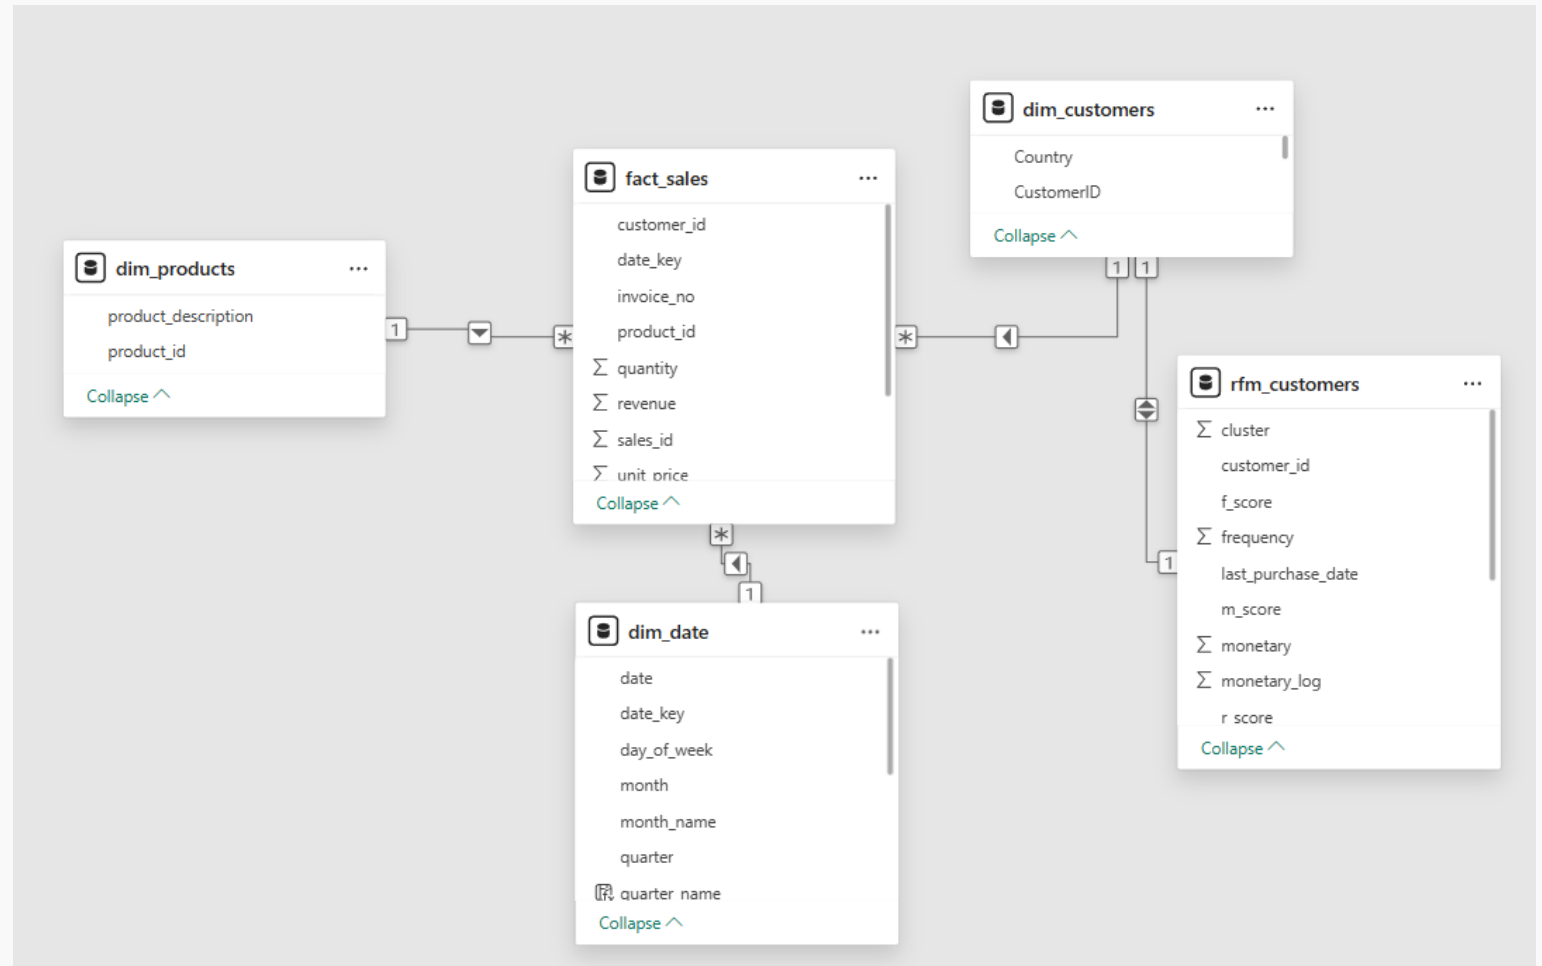 dim_products
product_description
product_id
Collapse
1
*
fact_sales
customer_id
date_key
invoice_no
product_id
Σ quantity
Σ revenue
Σ sales_id
Σ unit_price
Collapse
*
1
*
dim_date
date
date_key
day_of_week
month
month_name
quarter
quarter_name
Collapse
dim_customers
Country
CustomerID
Collapse
1
1
1
rfm_customers
Σ cluster
customer_id
f_score
Σ frequency
last_purchase_date
m_score
Σ monetary
Σ monetary_log
r_score
Collapse